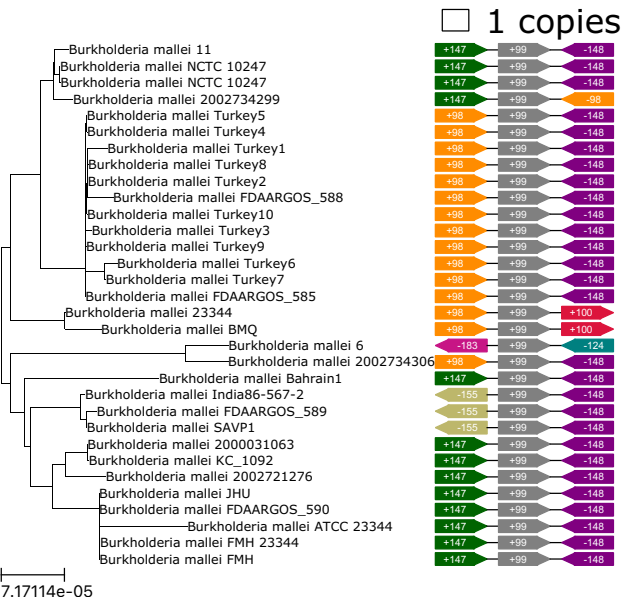 1 copies
Burkholderia mallei 11 +147 +99 -148
Burkholderia mallei NCTC 10247 +147 +99 -148
Burkholderia mallei NCTC 10247 +147 +99 -148
Burkholderia mallei 2002734299 +147 +99 -98
Burkholderia mallei Turkey5 +98 +99 -148
Burkholderia mallei Turkey4 +98 +99 -148
Burkholderia mallei Turkey1 +98 +99 -148
Burkholderia mallei Turkey8 +98 +99 -148
Burkholderia mallei Turkey2 +98 +99 -148
Burkholderia mallei FDAARGOS_588 +98 +99 -148
Burkholderia mallei Turkey10 +98 +99 -148
Burkholderia mallei Turkey3 +98 +99 -148
Burkholderia mallei Turkey9 +98 +99 -148
Burkholderia mallei Turkey6 +98 +99 -148
Burkholderia mallei Turkey7 +98 +99 -148
Burkholderia mallei FDAARGOS_585 +98 +99 -148
Burkholderia mallei 23344 +98 +99 +100
Burkholderia mallei BMQ +98 +99 +100
Burkholderia mallei 6 -183 +99 -124
Burkholderia mallei 2002734306 +98 +99 -148
Burkholderia mallei Bahrain1 +147 +99 -148
Burkholderia mallei India86-567-2 -155 +99 -148
Burkholderia mallei FDAARGOS_589 -155 +99 -148
Burkholderia mallei SAVP1 -155 +99 -148
Burkholderia mallei 2000031063 +147 +99 -148
Burkholderia mallei KC_1092 +147 +99 -148
Burkholderia mallei 2002721276 +147 +99 -148
Burkholderia mallei JHU +147 +99 -148
Burkholderia mallei FDAARGOS_590 +147 +99 -148
Burkholderia mallei ATCC 23344 +147 +99 -148
Burkholderia mallei FMH 23344 +147 +99 -148
Burkholderia mallei FMH +147 +99 -148
7.17114e-05